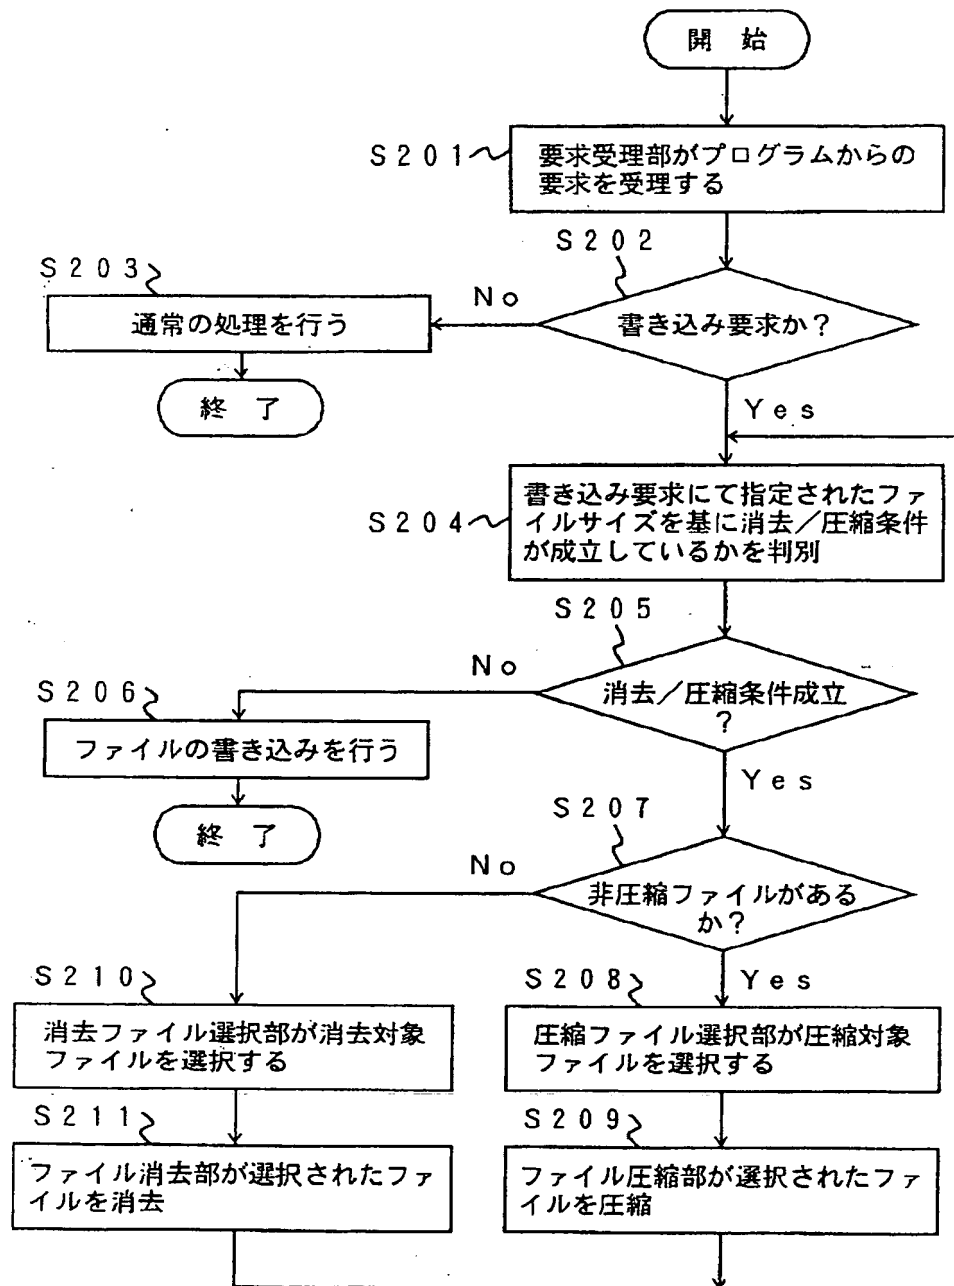 開　始
S201
要求受理部がプログラムからの
要求を受理する
S202
書き込み要求か？
No
S203
通常の処理を行う
終　了
Yes
S204
書き込み要求にて指定されたファ
イルサイズを基に消去／圧縮条件
が成立しているかを判別
S205
消去／圧縮条件成立
？
No
S206
ファイルの書き込みを行う
終　了
Yes
S207
非圧縮ファイルがある
か？
No
Yes
S210
消去ファイル選択部が消去対象
ファイルを選択する
S208
圧縮ファイル選択部が圧縮対象
ファイルを選択する
S211
ファイル消去部が選択されたファ
イルを消去
S209
ファイル圧縮部が選択されたファ
イルを圧縮